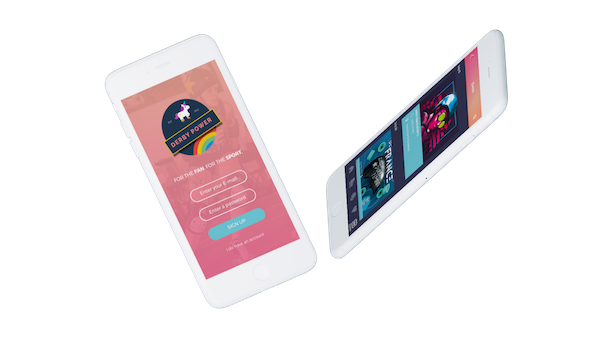 DERBY POWER
FOR THE FAN, FOR THE SPORT.
Enter your E-mail
Enter a password
SIGN UP
I do have an account
FRANCE